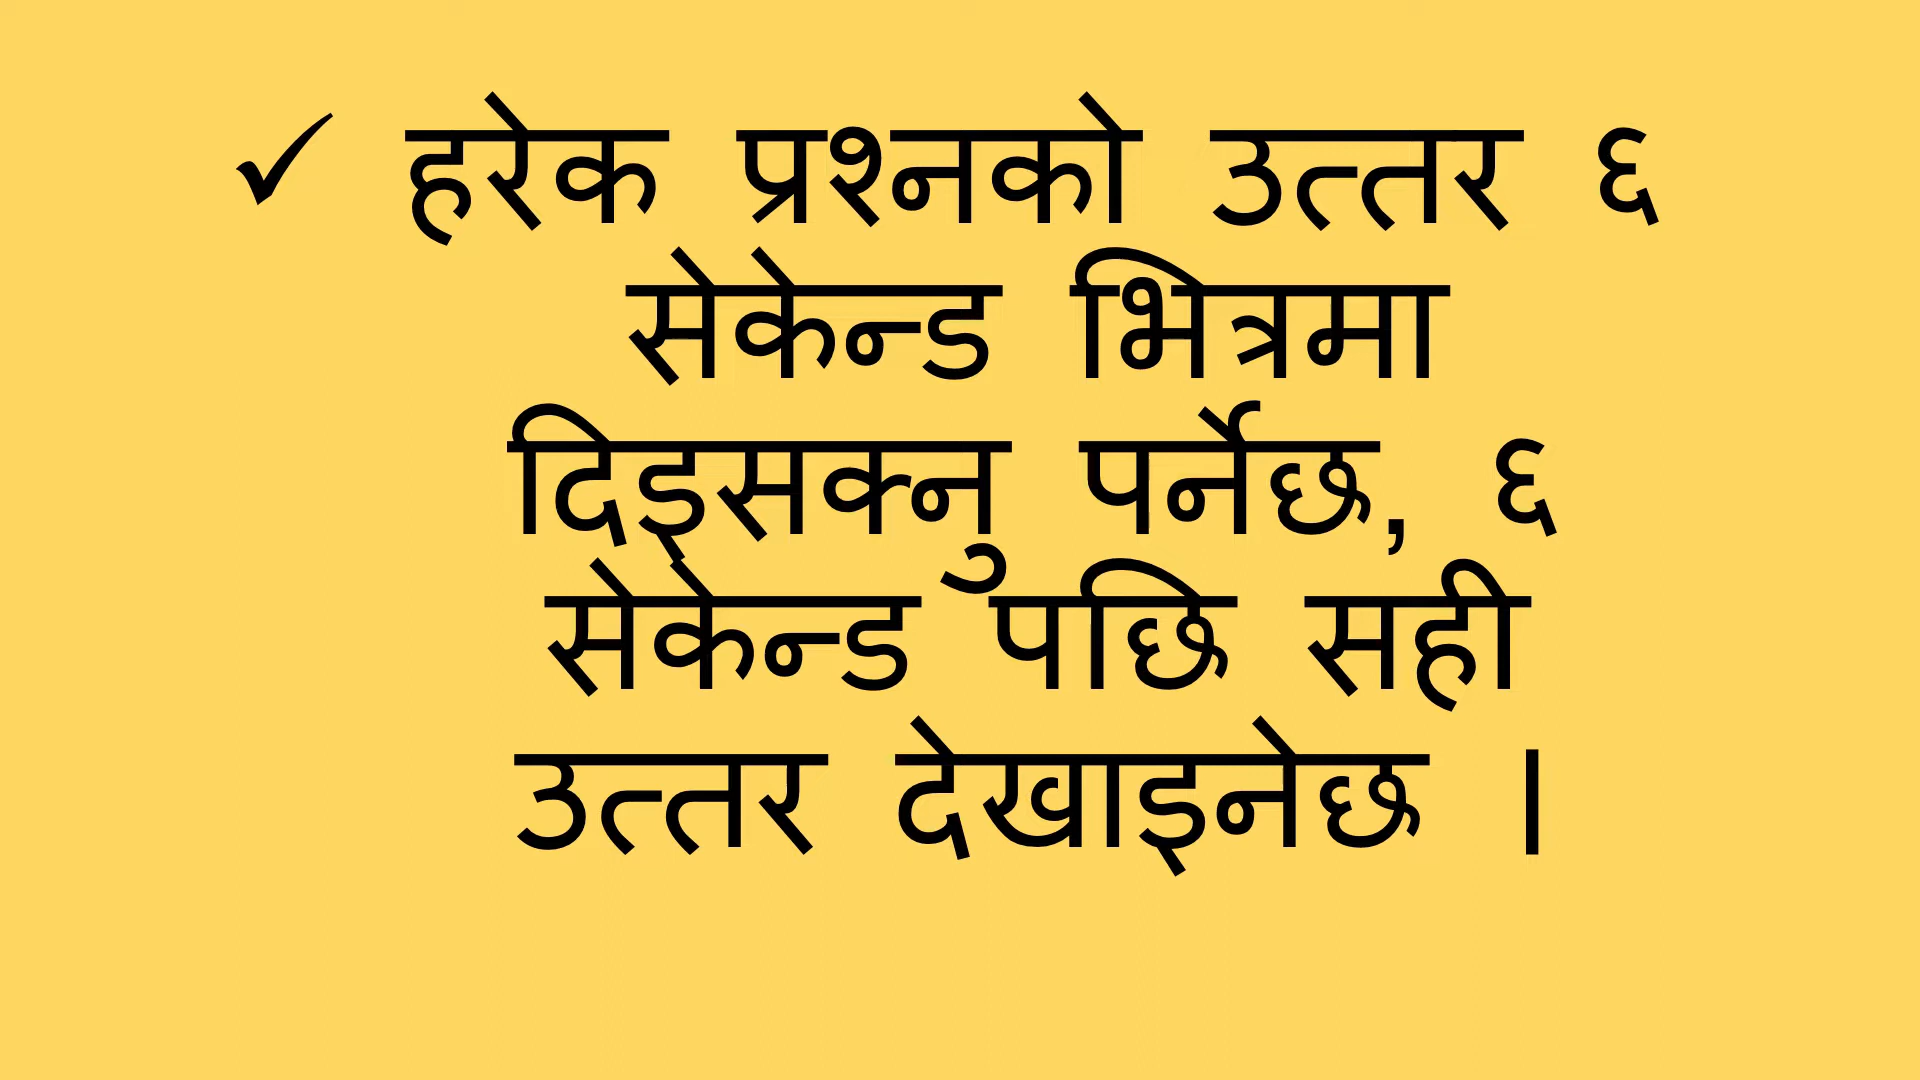 ✓ हरेक प्रश्नको उत्तर ६
सेकेन्ड भित्रमा
दिइसक्नु पर्नेछ, ६
सेकेन्ड पछि सही
उत्तर देखाइनेछ ।